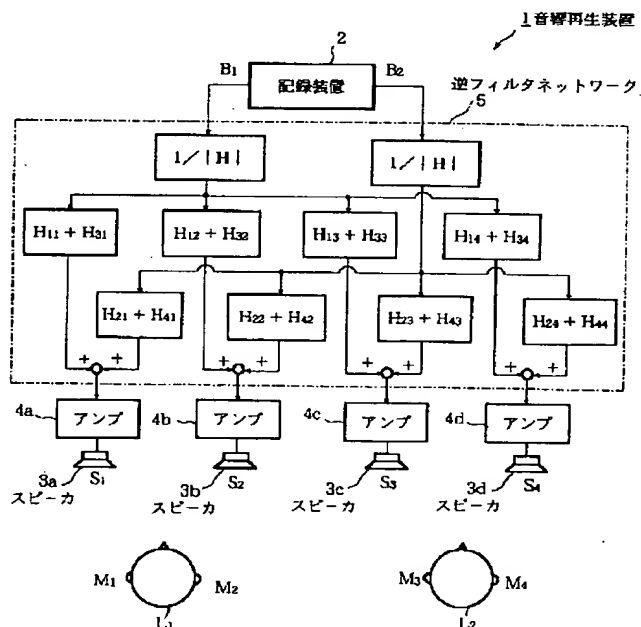 1 音響再生装置
2
B1
記録装置
B2
逆フィルタネットワーク
5
1/|H|
1/|H|
H11 + H31
H12 + H32
H13 + H33
H14 + H34
H21 + H41
H22 + H42
H23 + H43
H24 + H44
+ +
+ +
+ +
+ +
4a
アンプ
4b
アンプ
4c
アンプ
4d
アンプ
3a
スピーカ
S1
3b
スピーカ
S2
3c
スピーカ
S3
3d
スピーカ
S4
M1
M2
L1
M3
M4
L2